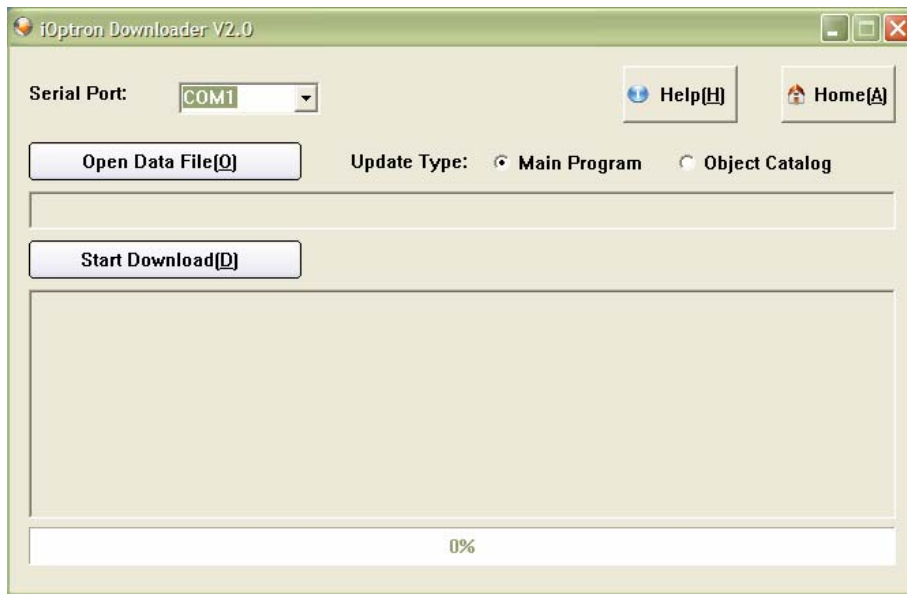 iOptron Downloader V2.0
Serial Port: COM1 Help(H) Home(A)
Open Data File(O) Update Type: Main Program Object Catalog
Start Download(D)
0%